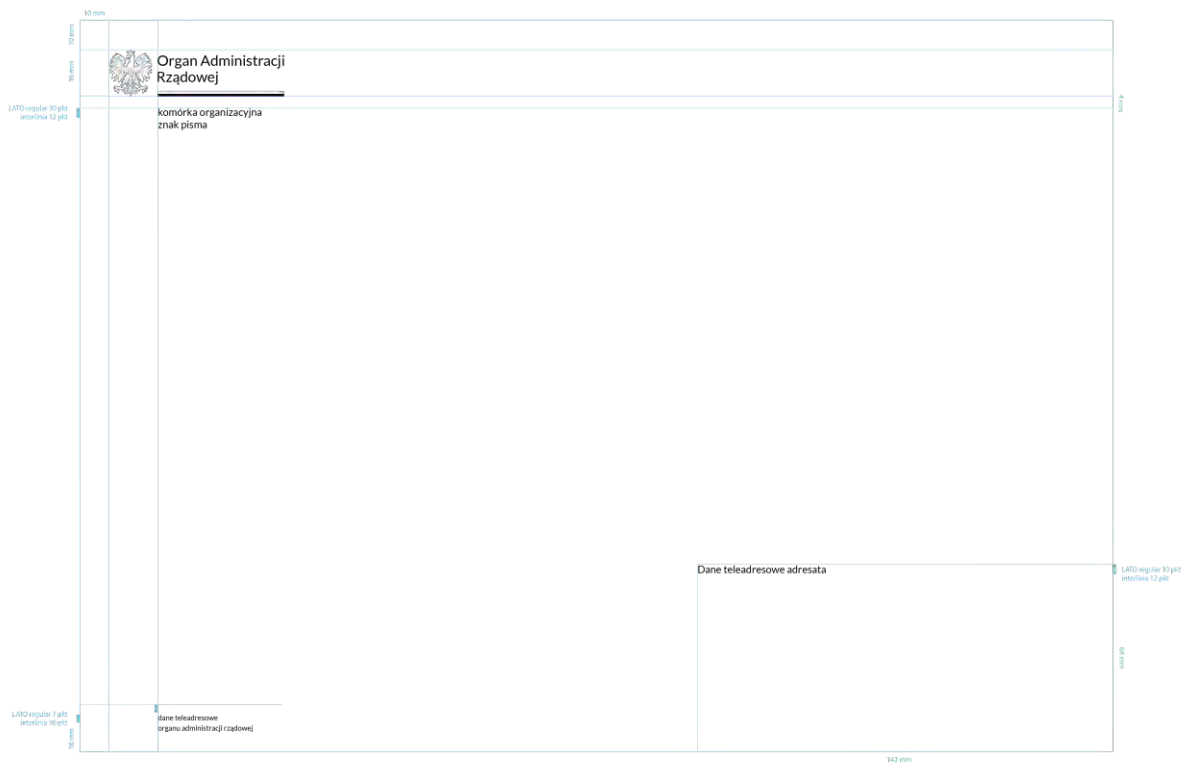 10 mm
10 mm
Organ Administracji
Rządowej
16 mm
LATO regular 10 pkt
interlinia 12 pkt
komórka organizacyjna
znak pisma
4 mm
Dane teleadresowe adresata
LATO regular 10 pkt
interlinia 12 pkt
64 mm
LATO regular 7 pkt
interlinia 10 pkt
dane teleadresowe
organu administracji rządowej
16 mm
142 mm